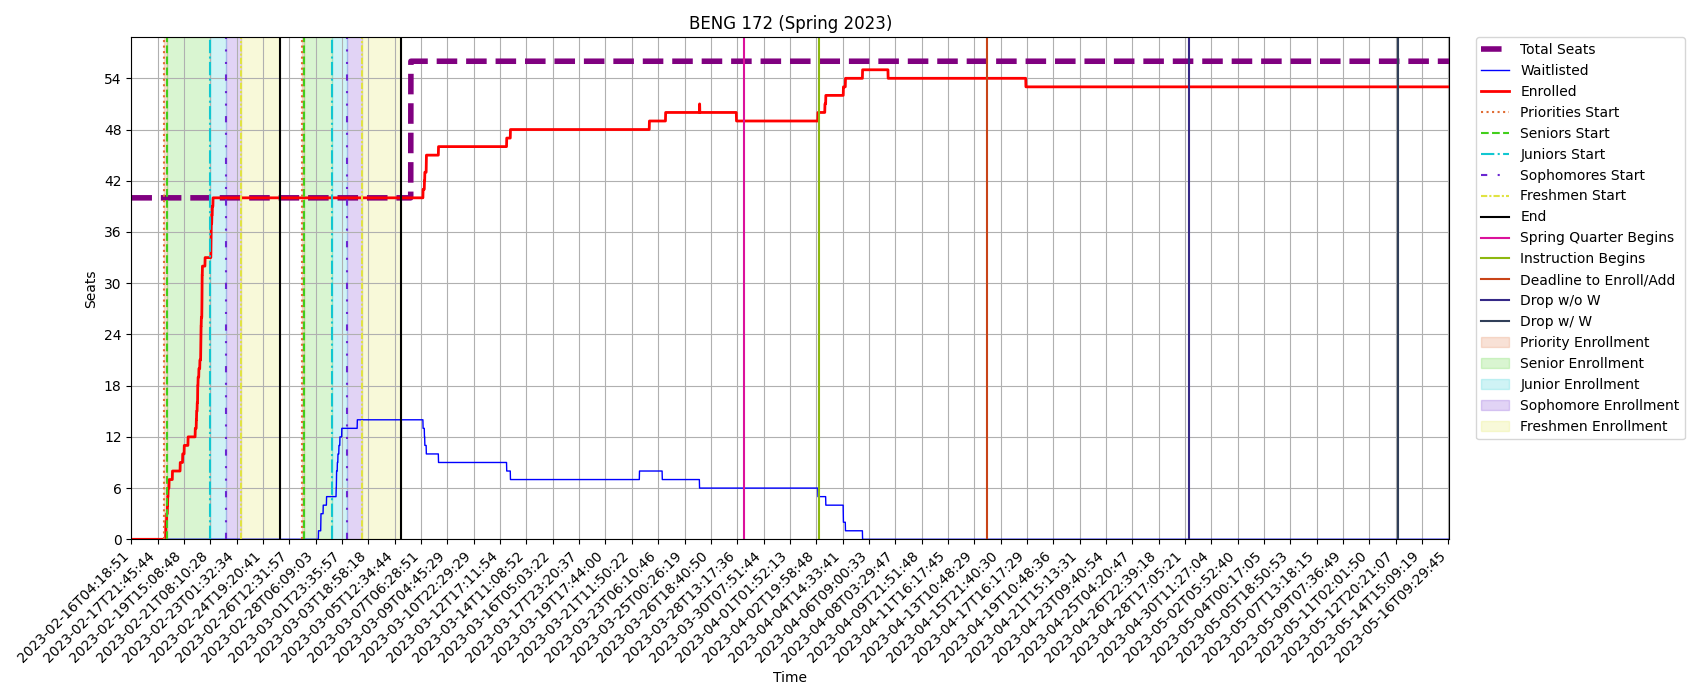 BENG 172 (Spring 2023)
Seats
54
48
42
36
30
24
18
12
6
0
2023-02-16T04:18:51
2023-02-17T21:45:44
2023-02-19T15:08:48
2023-02-21T08:10:28
2023-02-23T01:32:34
2023-02-24T19:20:41
2023-02-26T12:31:57
2023-02-28T06:09:03
2023-03-01T23:35:57
2023-03-03T18:58:18
2023-03-05T12:34:44
2023-03-07T06:28:51
2023-03-09T04:45:29
2023-03-10T22:29:29
2023-03-12T17:11:54
2023-03-14T11:08:52
2023-03-16T05:03:22
2023-03-17T23:20:37
2023-03-19T17:44:00
2023-03-21T11:50:22
2023-03-23T06:10:46
2023-03-25T00:26:19
2023-03-26T18:40:50
2023-03-28T13:17:36
2023-03-30T07:51:44
2023-04-01T01:52:13
2023-04-02T19:58:48
2023-04-04T14:33:41
2023-04-06T09:00:33
2023-04-08T03:29:47
2023-04-09T21:51:48
2023-04-11T16:17:45
2023-04-13T10:48:29
2023-04-15T21:40:30
2023-04-17T16:17:29
2023-04-19T10:48:36
2023-04-21T15:13:31
2023-04-23T09:40:54
2023-04-25T04:20:47
2023-04-26T22:39:18
2023-04-28T17:05:21
2023-04-30T11:27:04
2023-05-02T05:52:40
2023-05-04T00:17:05
2023-05-05T18:50:53
2023-05-07T13:18:15
2023-05-09T07:36:49
2023-05-11T02:01:50
2023-05-12T20:21:07
2023-05-14T15:09:19
2023-05-16T09:29:45
Time
Total Seats
Waitlisted
Enrolled
Priorities Start
Seniors Start
Juniors Start
Sophomores Start
Freshmen Start
End
Spring Quarter Begins
Instruction Begins
Deadline to Enroll/Add
Drop w/o W
Drop w/ W
Priority Enrollment
Senior Enrollment
Junior Enrollment
Sophomore Enrollment
Freshmen Enrollment